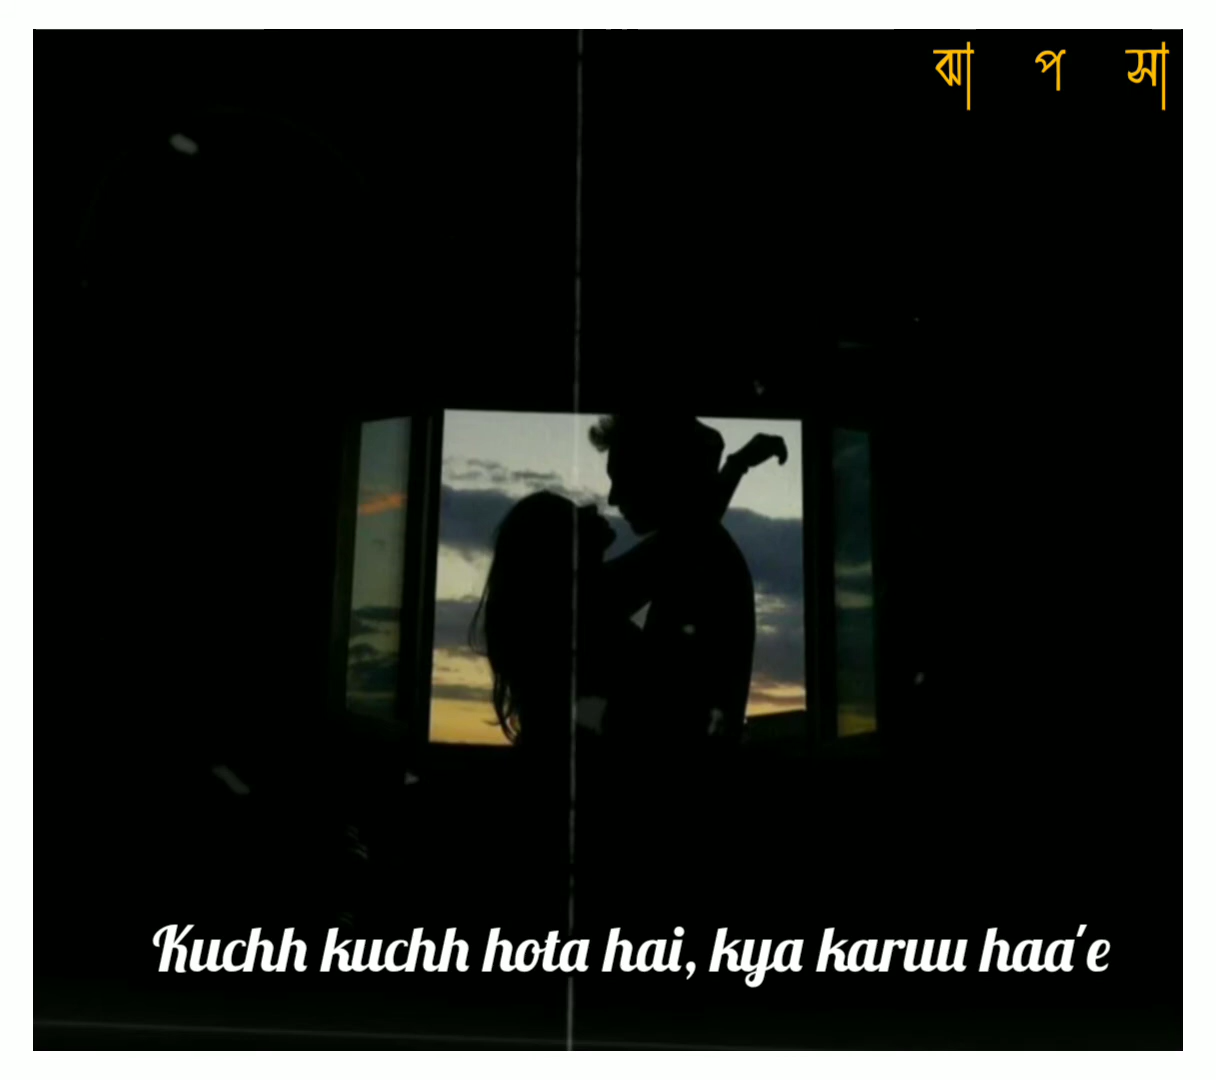 ঝা প সা
Kuchh kuchh hota hai, kya karuu haa'e